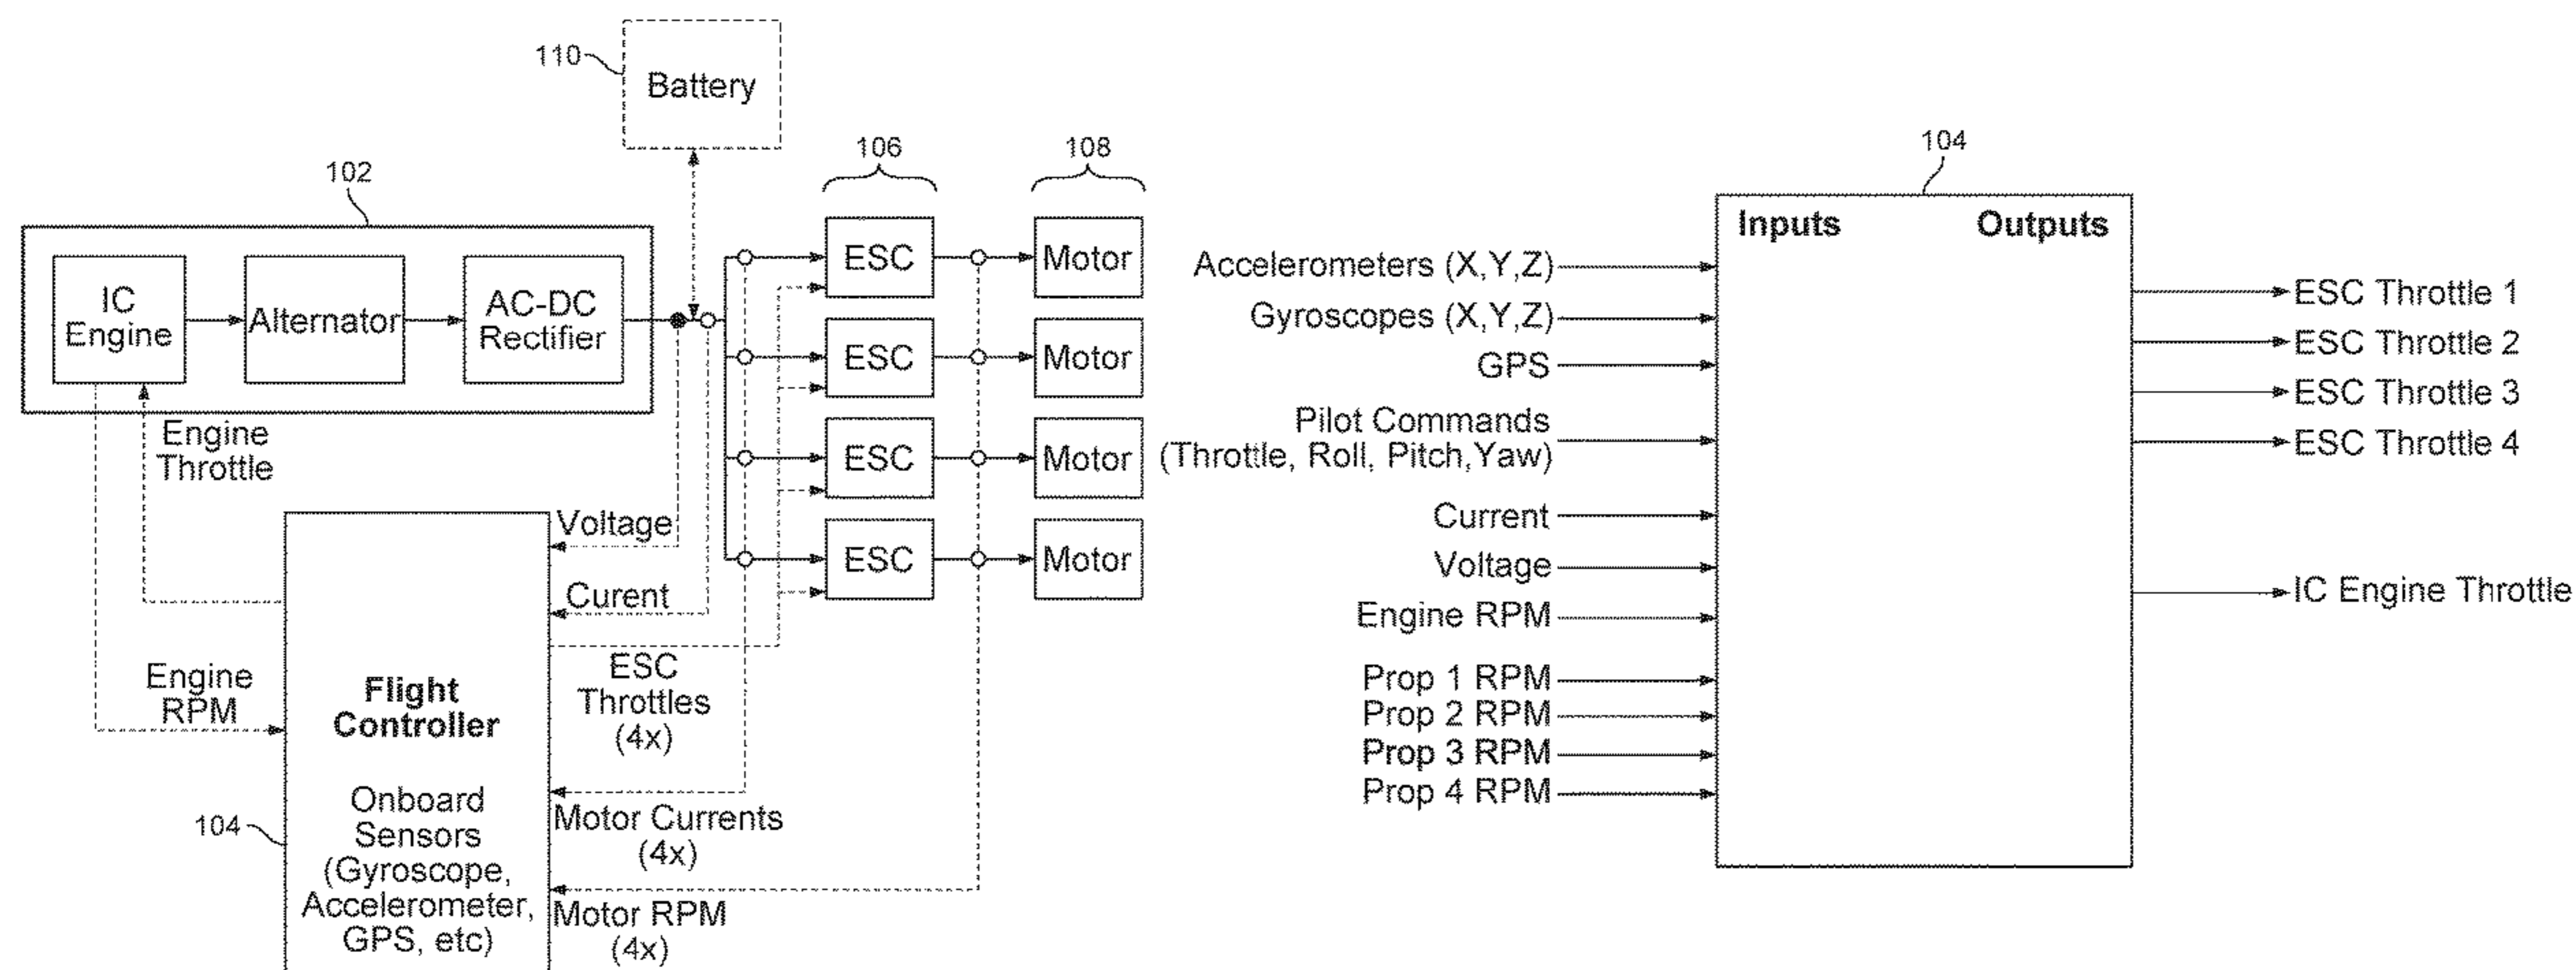 110
Battery
106
108
102
IC
Engine
Alternator
AC-DC
Rectifier
ESC
Motor
ESC
Motor
ESC
Motor
ESC
Motor
Engine
Throttle
Voltage
Curent
ESC
Throttles
(4x)
Engine
RPM
Flight
Controller
Onboard
Sensors
(Gyroscope,
Accelerometer,
GPS, etc)
104
Motor Currents
(4x)
Motor RPM
(4x)
104
Inputs
Outputs
Accelerometers (X,Y,Z)
Gyroscopes (X,Y,Z)
GPS
Pilot Commands
(Throttle, Roll, Pitch,Yaw)
Current
Voltage
Engine RPM
Prop 1 RPM
Prop 2 RPM
Prop 3 RPM
Prop 4 RPM
ESC Throttle 1
ESC Throttle 2
ESC Throttle 3
ESC Throttle 4
IC Engine Throttle